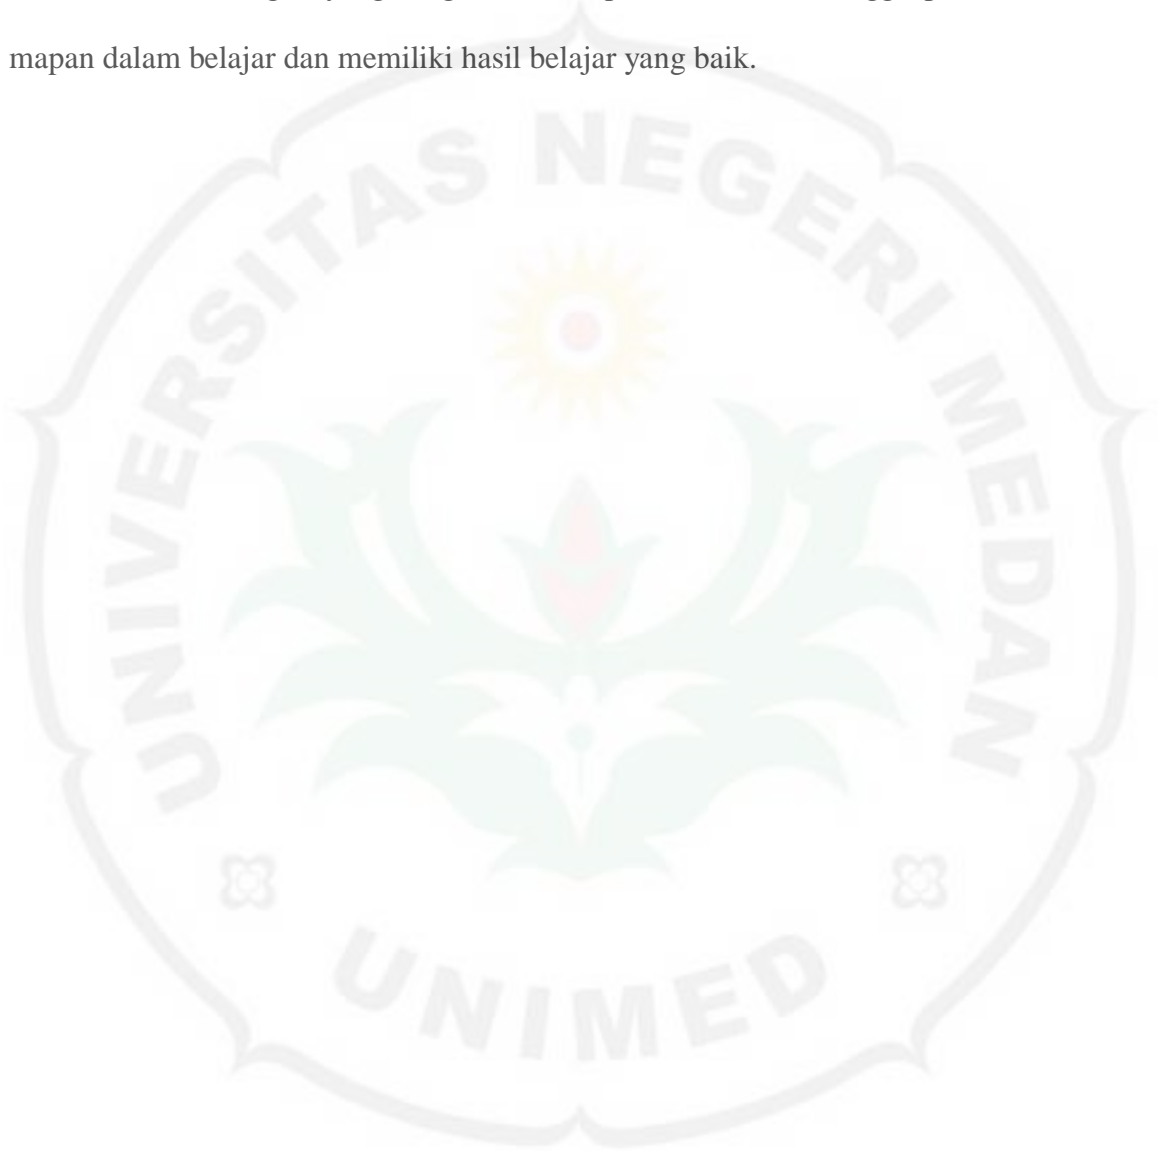 mapan dalam belajar dan memiliki hasil belajar yang baik.
UNIVERSITAS NEGERI MEDAN
UNIMED